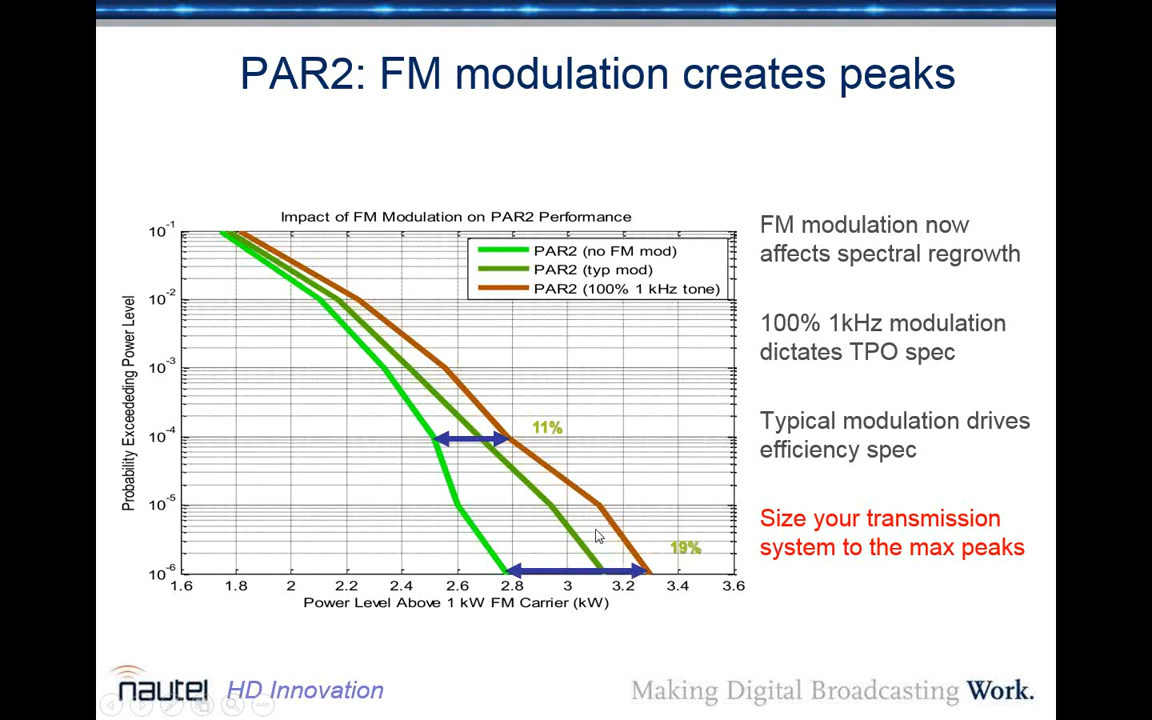 PAR2: FM modulation creates peaks
Impact of FM Modulation on PAR2 Performance
PAR2 (no FM mod)
PAR2 (typ mod)
PAR2 (100% 1 kHz tone)
Probability Exceededing Power Level
10-1
10-2
10-3
10-4
10-5
10-6
11%
19%
1.6 1.8 2 2.2 2.4 2.6 2.8 3 3.2 3.4 3.6
Power Level Above 1 kW FM Carrier (kW)
FM modulation now
affects spectral regrowth
100% 1kHz modulation
dictates TPO spec
Typical modulation drives
efficiency spec
Size your transmission
system to the max peaks
nautel HD Innovation
Making Digital Broadcasting Work.